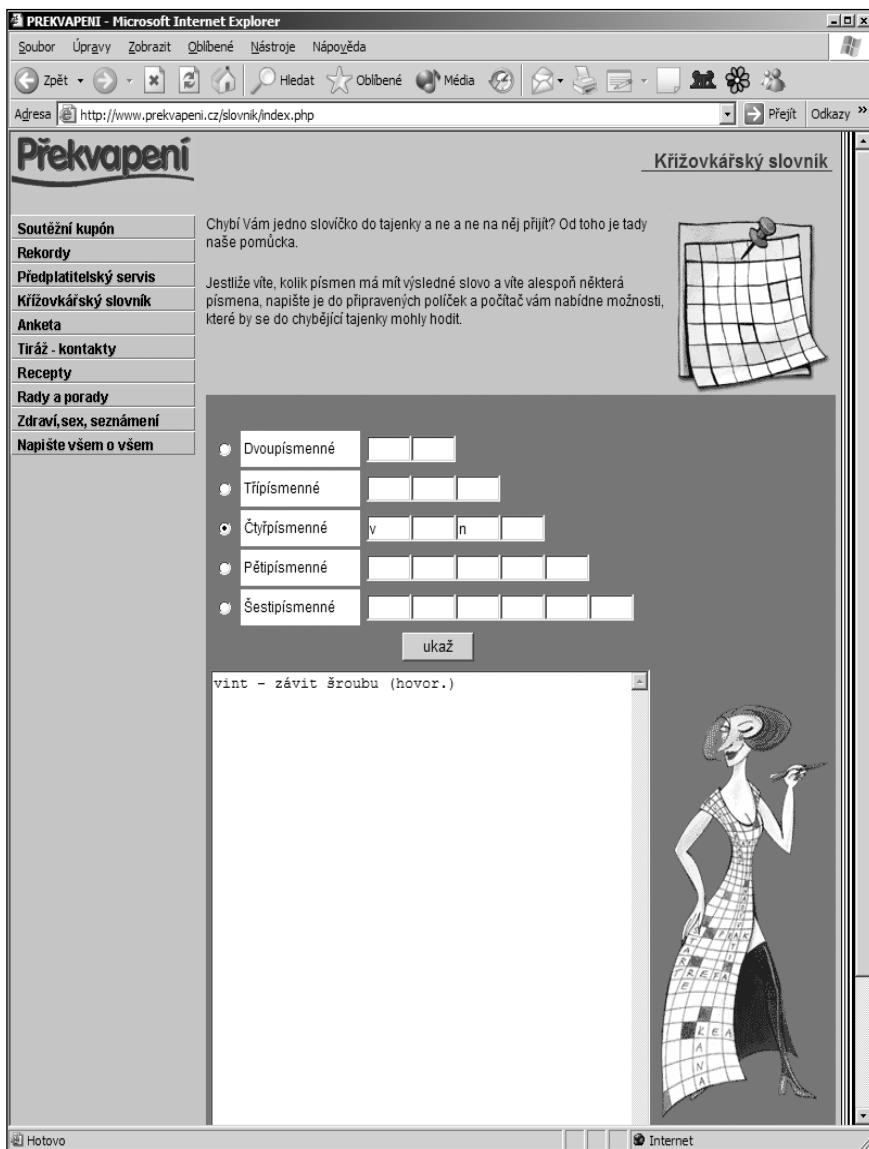 PREKVAPENI - Microsoft Internet Explorer
Soubor Úpravy Zobrazit Oblíbené Nástroje Nápověda
Zpět Hledat Oblíbené Média
Adresa http://www.prekvapeni.cz/slovnik/index.php Přejít Odkazy »
Překvapení
Křížovkářský slovník
Soutěžní kupón
Rekordy
Předplatitelský servis
Křížovkářský slovník
Anketa
Tiráž - kontakty
Recepty
Rady a porady
Zdraví,sex, seznámení
Napište všem o všem
Chybí Vám jedno slovíčko do tajenky a ne a ne na něj přijít? Od toho je tady
naše pomůcka.
Jestliže víte, kolik písmen má mít výsledné slovo a víte alespoň některá
písmena, napište je do připravených políček a počítač vám nabídne možnosti,
které by se do chybějící tajenky mohly hodit.
Dvoupísmenné
Třípísmenné
Čtyřpísmenné v n
Pětipísmenné
Šestipísmenné
ukaž
vint - závit šroubu (hovor.)
TREFA
KEA
KANA
Hotovo Internet